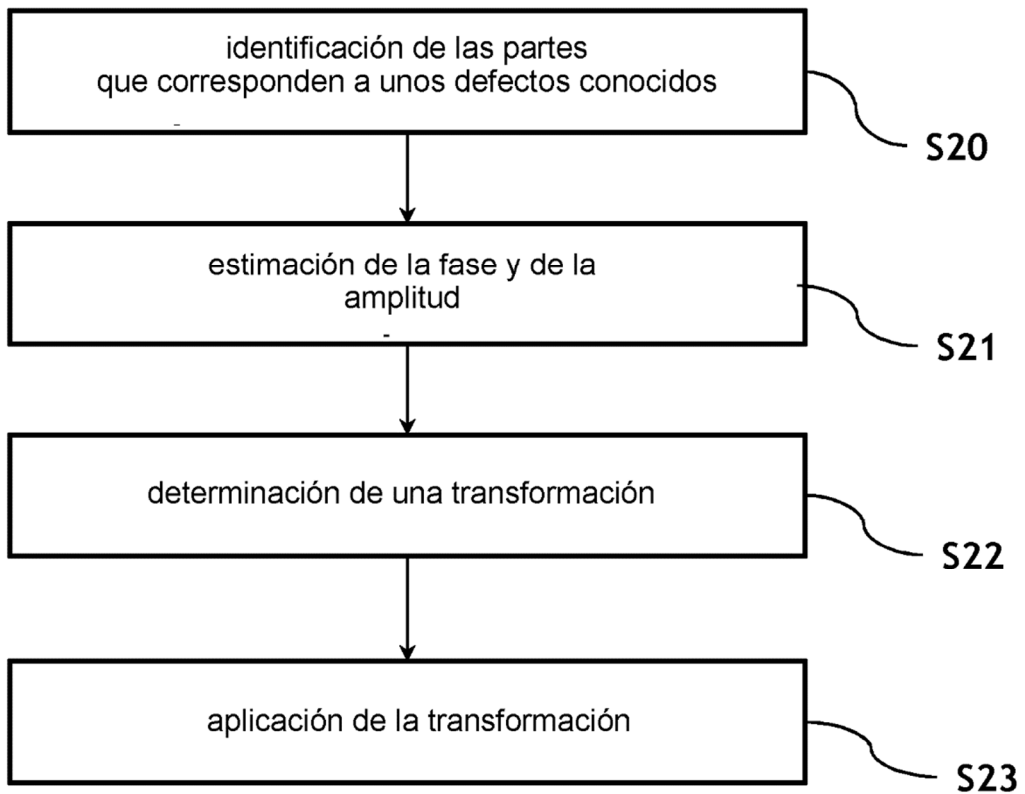 identificación de las partes
que corresponden a unos defectos conocidos
S20
estimación de la fase y de la
amplitud
S21
determinación de una transformación
S22
aplicación de la transformación
S23